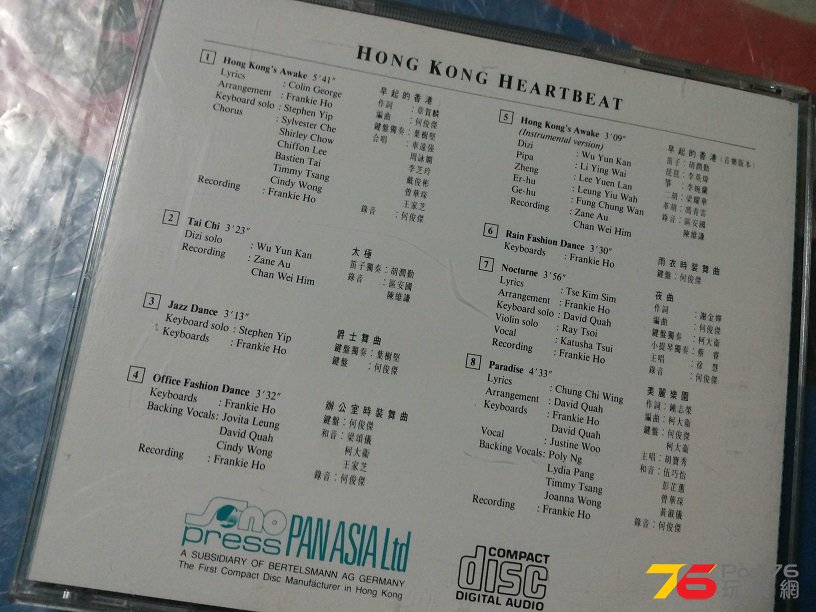 HONG KONG HEARTBEAT
1 Hong Kong's Awake 5'41" 早起的香港
Lyrics : Colin George 作詞 : 章賀麟
Arrangement : Frankie Ho 編曲 : 何俊傑
Keyboard solo : Stephen Yip 鍵盤獨奏 : 葉樹堅
Chorus : Sylvester Che 合唱 : 車遠強
Shirley Chow 周詠嫻
Chiffon Lee 李芝玲
Bastien Tai 戴俊彬
Timmy Tsang 曾華琛
Cindy Wong 王家芝
Recording : Frankie Ho 錄音 : 何俊傑
2 Tai Chi 3'23" 太極
Dizi solo : Wu Yun Kan 笛子獨奏 : 胡潤勤
Recording : Zane Au 錄音 : 區安國
Chan Wei Him 陳維謙
3 Jazz Dance 3'13" 爵士舞曲
Keyboard solo : Stephen Yip 鍵盤獨奏 : 葉樹堅
Keyboards : Frankie Ho 鍵盤 : 何俊傑
4 Office Fashion Dance 3'32" 辦公室時裝舞曲
Keyboards : Frankie Ho 鍵盤 : 何俊傑
Backing Vocals : Jovita Leung 和音 : 梁頌儀
David Quah 柯大衞
Cindy Wong 王家芝
Recording : Frankie Ho 錄音 : 何俊傑
5 Hong Kong's Awake 3'09" 早起的香港 (音樂版本)
(Instrumental version)
Dizi : Wu Yun Kan 笛子 : 胡潤勤
Pipa : Li Ying Wai 琵琶 : 李英煒
Zheng : Lee Yuen Lan 箏 : 李婉蘭
Er-hu : Leung Yiu Wah 二胡 : 梁耀華
Ge-hu : Fung Chung Wan 革胡 :
Recording : Zane Au 錄音 : 區安國
Chan Wei Him 陳維謙
6 Rain Fashion Dance 3'30" 雨衣時裝舞曲
Keyboards : Frankie Ho 鍵盤 : 何俊傑
7 Nocturne 3'56" 夜曲
Lyrics : Tse Kim Sim 作詞 : 謝金
Arrangement : Frankie Ho 編曲 : 何俊傑
Keyboard solo : David Quah 鍵盤獨奏 : 柯大衞
Violin solo : Ray Tsoi 小提琴獨奏 : 蔡睿
Vocal : Katusha Tsui 主唱 : 徐慧
Recording : Frankie Ho 錄音 : 何俊傑
8 Paradise 4'33" 美麗樂園
Lyrics : Chung Chi Wing 作詞 : 鍾志榮
Arrangement : David Quah 編曲 : 柯大衞
Keyboards : Frankie Ho 鍵盤 : 何俊傑
David Quah 柯大衞
Vocal : Justine Woo 主唱 : 胡寶秀
Backing Vocals : Poly Ng 和音 : 伍巧怡
Lydia Pang 彭芷蕙
Timmy Tsang 曾華琛
Joanna Wong 黃淑儀
Recording : Frankie Ho 錄音 : 何俊傑
Sono press PAN ASIA Ltd
A SUBSIDIARY OF BERTELSMANN AG GERMANY
The First Compact Disc Manufacturer in Hong Kong
COMPACT disc DIGITAL AUDIO
76 Post76
玩網